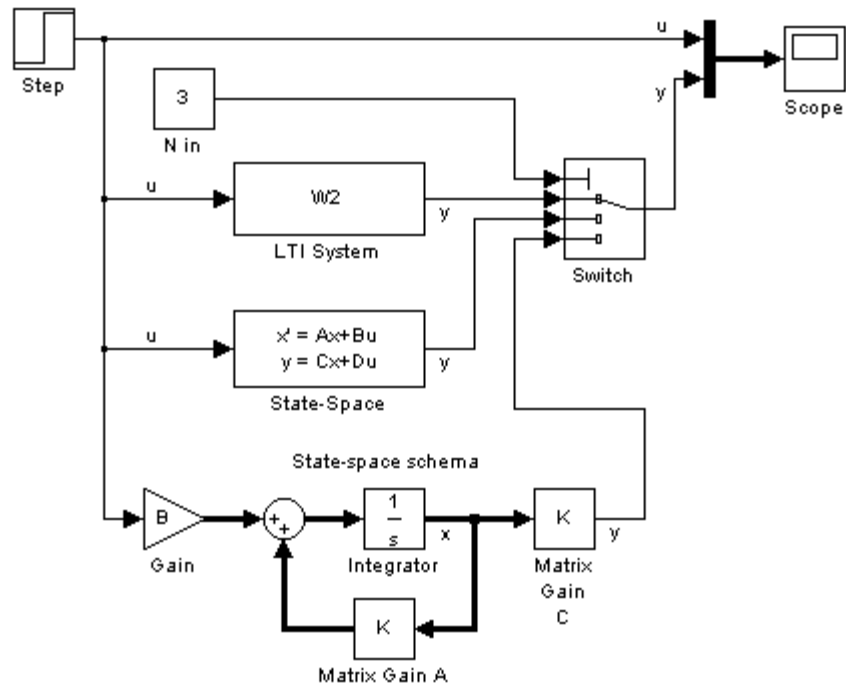 u
Step
3
y
Scope
N in
u
W2
y
LTI System
Switch
u
x' = Ax+Bu
y = Cx+Du
y
State-Space
State-space schema
B
+
+
1
s
x
K
y
Gain
Integrator
Matrix
Gain
C
K
Matrix Gain A